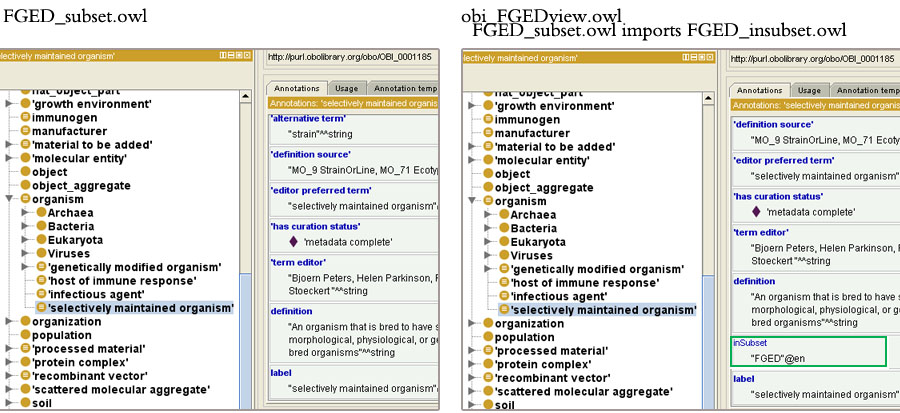 FGED_subset.owl
selectively maintained organism'
nat_object_part
'growth environment'
immunogen
manufacturer
'material to be added'
'molecular entity'
object
object_aggregate
organism
Archaea
Bacteria
Eukaryota
Viruses
'genetically modified organism'
'host of immune response'
'infectious agent'
'selectively maintained organism'
organization
population
'processed material'
'protein complex'
'recombinant vector'
'scattered molecular aggregate'
soil
http://purl.obolibrary.org/obo/OBI_0001185
Annotations Usage Annotation temp
Annotations: 'selectively maintained organis
'alternative term'
"strain"^^string
'definition source'
"MO_9 StrainOrLine, MO_71 Ecoty
'editor preferred term'
"selectively maintained organism"
'has curation status'
'metadata complete'
'term editor'
"Bjoern Peters, Helen Parkinson, F
Stoeckert"^^string
definition
"An organism that is bred to have s
morphological, physiological, or ge
bred organisms"^^string
label
"selectively maintained organism"
obi_FGEDview.owl
FGED_subset.owl imports FGED_insubset.owl
lectively maintained organism'
nat_object_part
'growth environment'
immunogen
manufacturer
'material to be added'
'molecular entity'
object
object_aggregate
organism
Archaea
Bacteria
Eukaryota
Viruses
'genetically modified organism'
'host of immune response'
'infectious agent'
'selectively maintained organism'
organization
population
'processed material'
'protein complex'
'recombinant vector'
'scattered molecular aggregate'
soil
http://purl.obolibrary.org/obo/OBI_0001185
Annotations Usage Annotation temp
Annotations: 'selectively maintained organis
'definition source'
"MO_9 StrainOrLine, MO_71 Ecoty
'editor preferred term'
"selectively maintained organism"
'has curation status'
'metadata complete'
'term editor'
"Bjoern Peters, Helen Parkinson, F
Stoeckert"^^string
definition
"An organism that is bred to have s
morphological, physiological, or ge
bred organisms"^^string
inSubset
"FGED"@en
label
"selectively maintained organism"